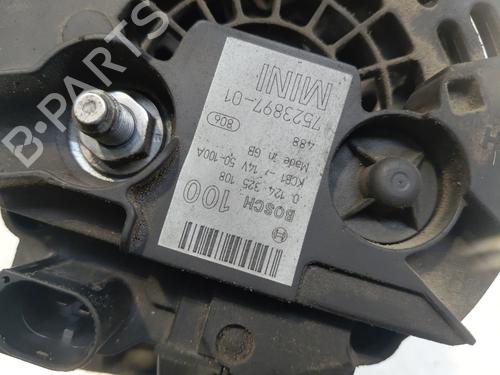 MINI
7523897-01
806
488
Made in GB
KCB1 → 14V 50-100A
0 124 325 108
BOSCH
100
B-PARTS